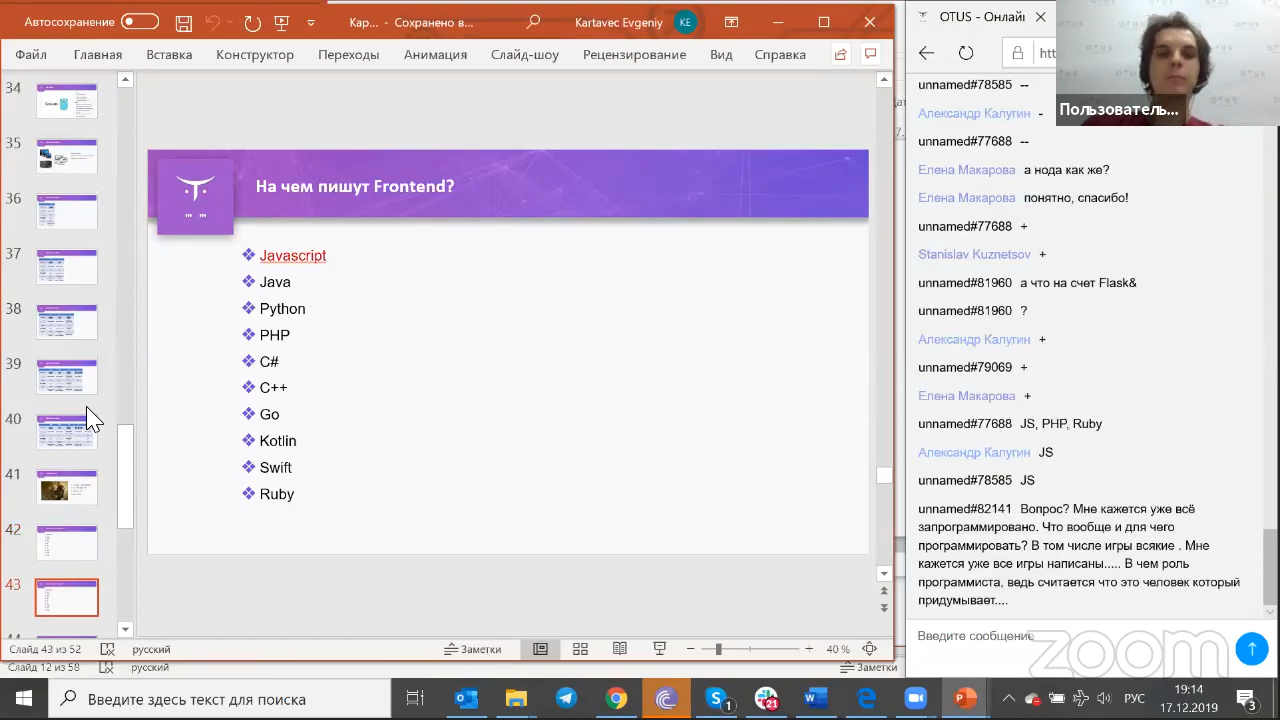 Автосохранение
Кар... - Сохранено в...
Kartavec Evgeniy
KE
Файл Главная Вставка Конструктор Переходы Анимация Слайд-шоу Рецензирование Вид Справка
34
35
36
37
38
39
40
41
42
43
На чем пишут Frontend?
Javascript
Java
Python
PHP
C#
C++
Go
Kotlin
Swift
Ruby
Слайд 43 из 52 русский Заметки 40 %
Слайд 12 из 58 русский Заметки
OTUS - Онлай
Пользователь...
unnamed#78585 --
Александр Калугин -
unnamed#77688 --
Елена Макарова а нода как же?
Елена Макарова понятно, спасибо!
unnamed#77688 +
Stanislav Kuznetsov +
unnamed#81960 а что на счет Flask&
unnamed#81960 ?
Александр Калугин +
unnamed#79069 +
Елена Макарова +
unnamed#77688 JS, PHP, Ruby
Александр Калугин JS
unnamed#78585 JS
unnamed#82141 Вопрос? Мне кажется уже всё
запрограммировано. Что вообще и для чего
программировать? В том числе игры всякие . Мне
кажется уже все игры написаны..... В чем роль
программиста, ведь считается что это человек который
придумывает....
Введите сообщение
zoom
Введите здесь текст для поиска
1
21
РУС
19:14
17.12.2019
3